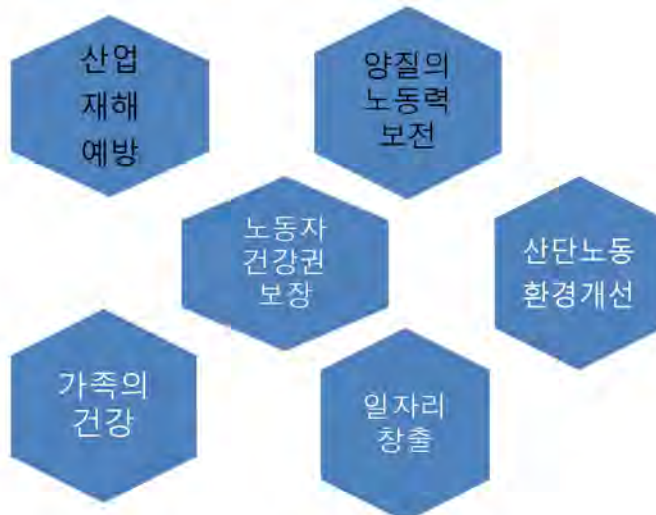 산업
재해
예방
양질의
노동력
보전
노동자
건강권
보장
산단노동
환경개선
가족의
건강
일자리
창출